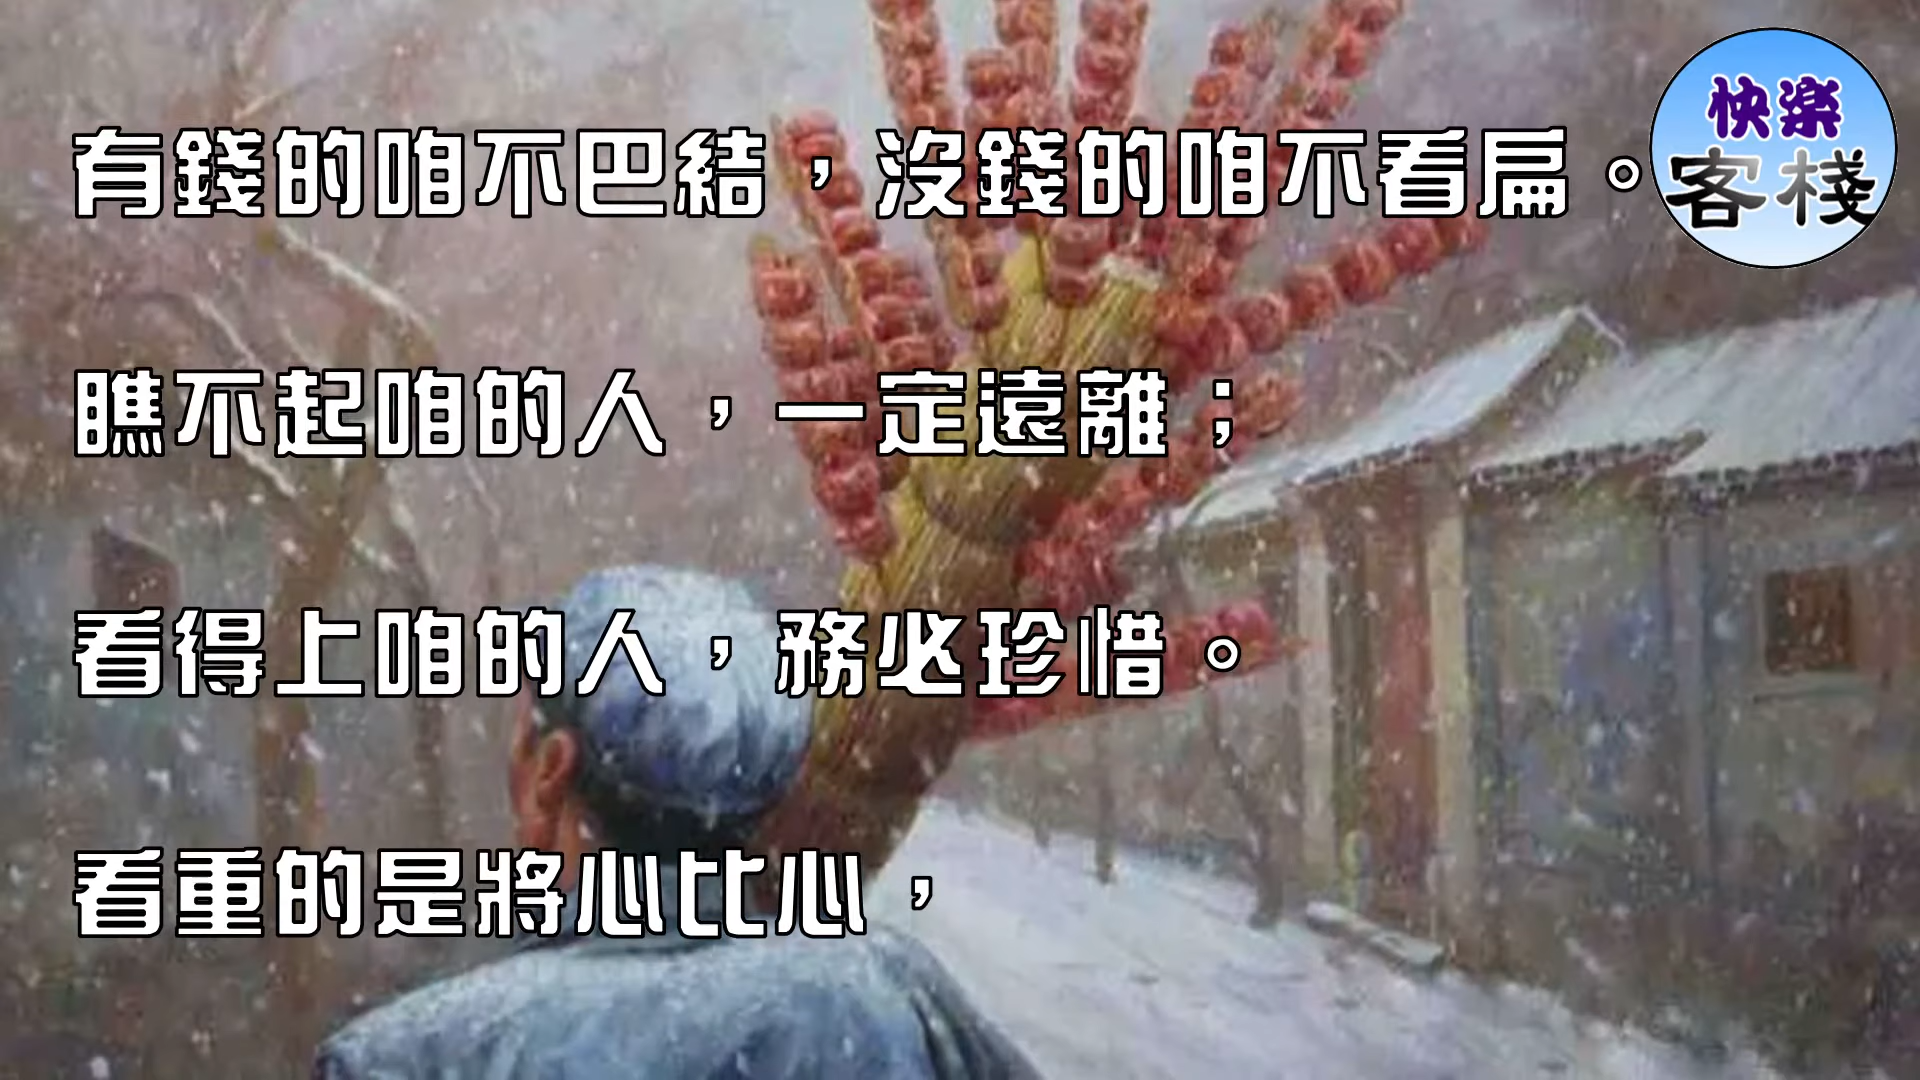 快樂
客棧
有錢的咱不巴結，沒錢的咱不看扁。
瞧不起咱的人，一定遠離；
看得上咱的人，務必珍惜。
看重的是將心比心，